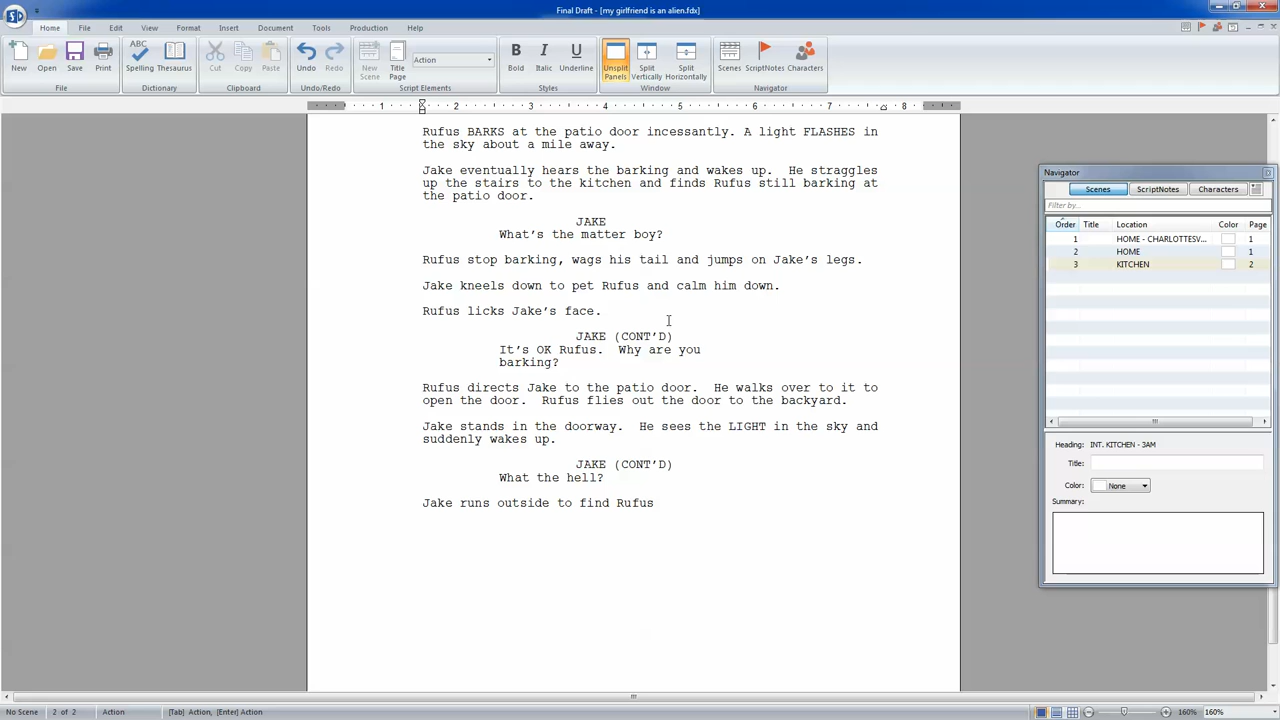 Final Draft - [my girlfriend is an alien.fdx]
Home File Edit View Format Insert Document Tools Production Help
New Open Save Print
File
ABC
Spelling Thesaurus
Dictionary
Cut Copy Paste
Clipboard
Undo Redo
Undo/Redo
New Scene
Title Page
Action
Script Elements
B I U
Bold Italic Underline
Styles
Unsplit Panels
Split Vertically
Split Horizontally
Window
Scenes ScriptNotes Characters
Navigator
1 2 3 4 5 6 7 8
Rufus BARKS at the patio door incessantly. A light FLASHES in
the sky about a mile away.
Jake eventually hears the barking and wakes up. He straggles
up the stairs to the kitchen and finds Rufus still barking at
the patio door.
JAKE
What's the matter boy?
Rufus stop barking, wags his tail and jumps on Jake's legs.
Jake kneels down to pet Rufus and calm him down.
Rufus licks Jake's face.
JAKE (CONT'D)
It's OK Rufus. Why are you
barking?
Rufus directs Jake to the patio door. He walks over to it to
open the door. Rufus flies out the door to the backyard.
Jake stands in the doorway. He sees the LIGHT in the sky and
suddenly wakes up.
JAKE (CONT'D)
What the hell?
Jake runs outside to find Rufus
Navigator
Scenes ScriptNotes Characters
Filter by...
Order Title Location Color Page
1 HOME - CHARLOTTESV... 1
2 HOME 1
3 KITCHEN 2
Heading: INT. KITCHEN - 3AM
Title:
Color: None
Summary:
No Scene 2 of 2 Action [Tab] Action, [Enter] Action 160% 160%